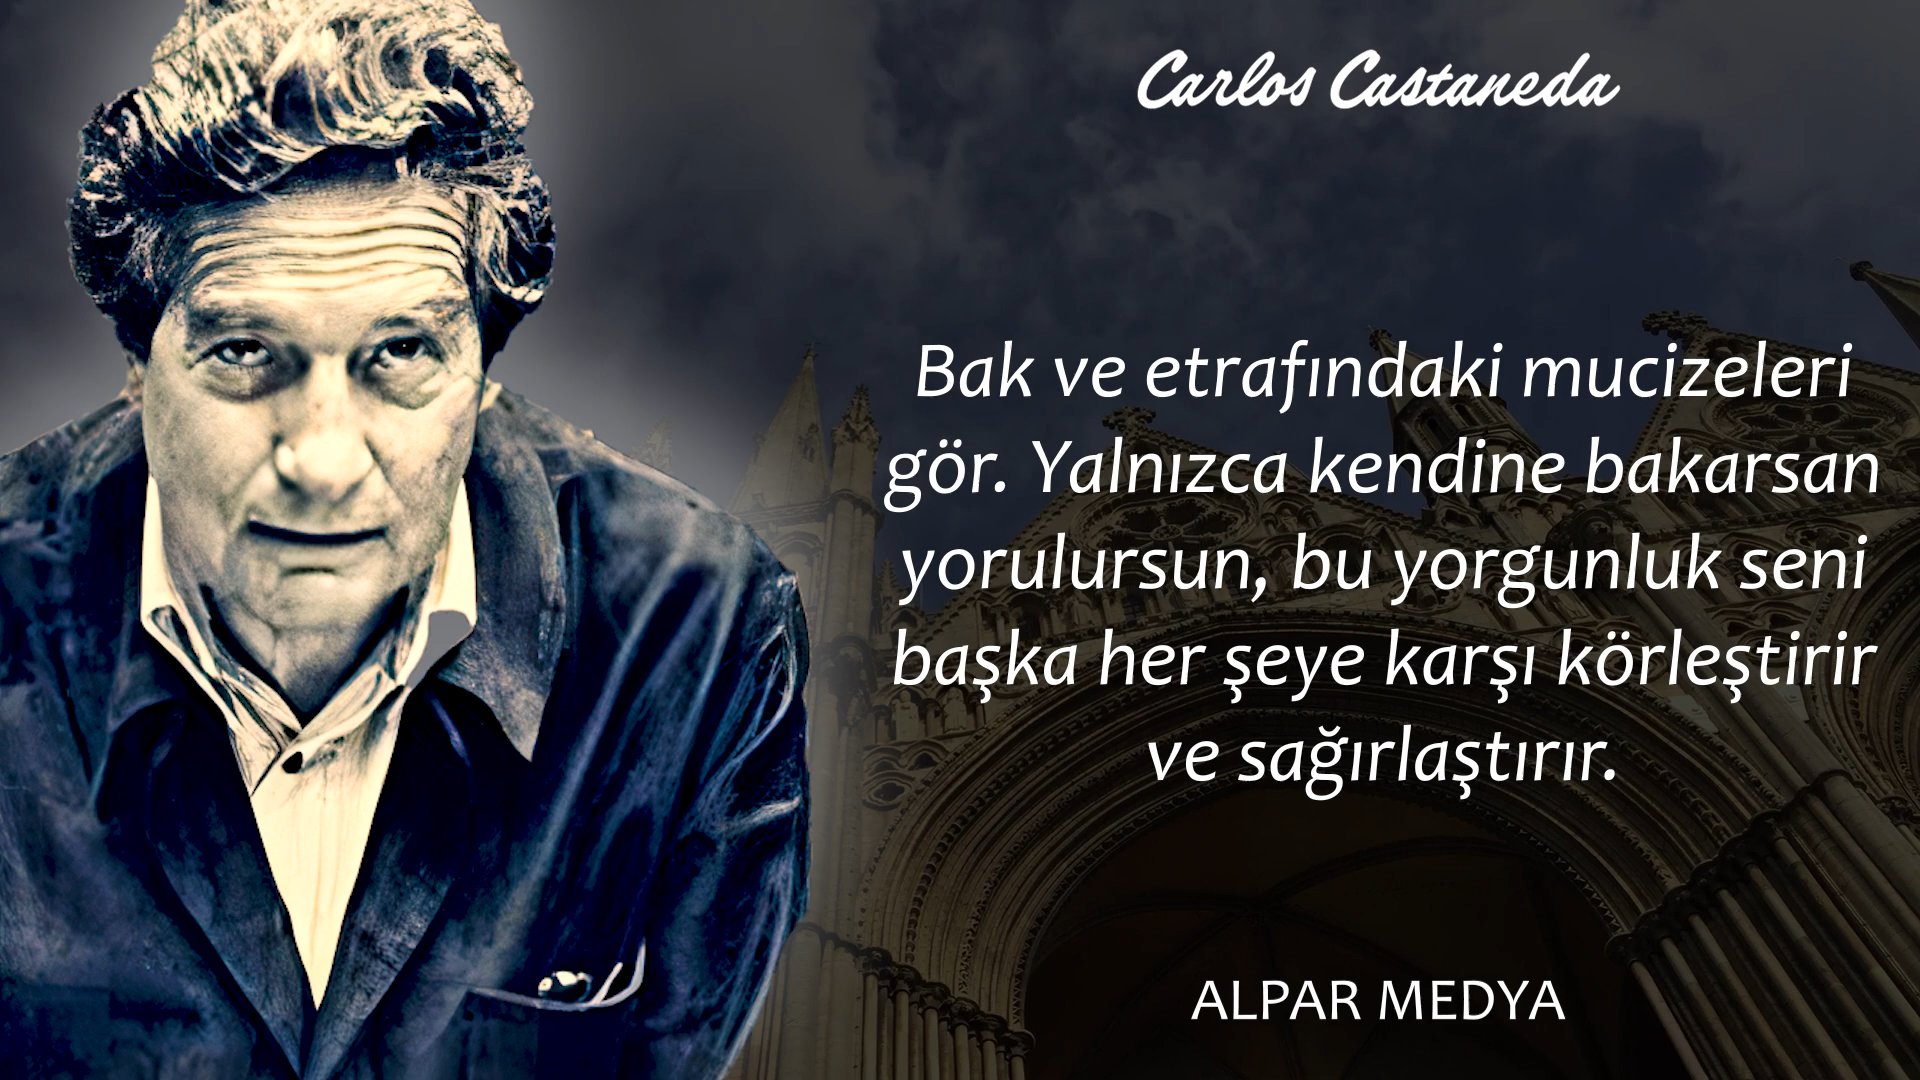 Carlos Castaneda
Bak ve etrafındaki mucizeleri
gör. Yalnızca kendine bakarsan
yorulursun, bu yorgunluk seni
başka her şeye karşı körleştirir
ve sağırlaştırır.
ALPAR MEDYA